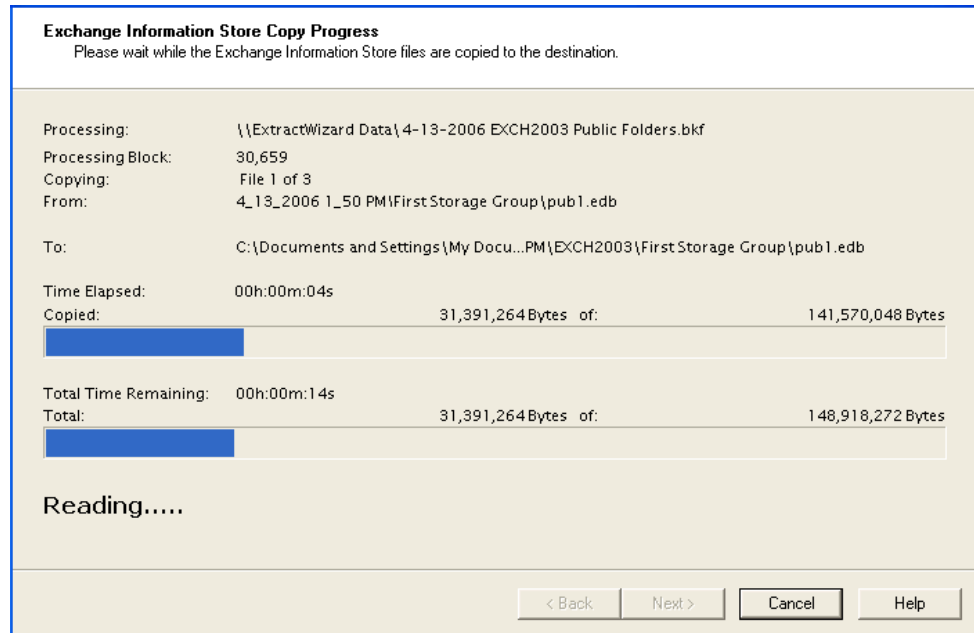 Exchange Information Store Copy Progress
Please wait while the Exchange Information Store files are copied to the destination.
Processing: \\ExtractWizard Data\4-13-2006 EXCH2003 Public Folders.bkf
Processing Block: 30,659
Copying: File 1 of 3
From: 4_13_2006 1_50 PM\First Storage Group\pub1.edb
To: C:\Documents and Settings\My Docu...PM\EXCH2003\First Storage Group\pub1.edb
Time Elapsed: 00h:00m:04s
Copied: 31,391,264 Bytes of: 141,570,048 Bytes
Total Time Remaining: 00h:00m:14s
Total: 31,391,264 Bytes of: 148,918,272 Bytes
Reading.....
< Back Next > Cancel Help